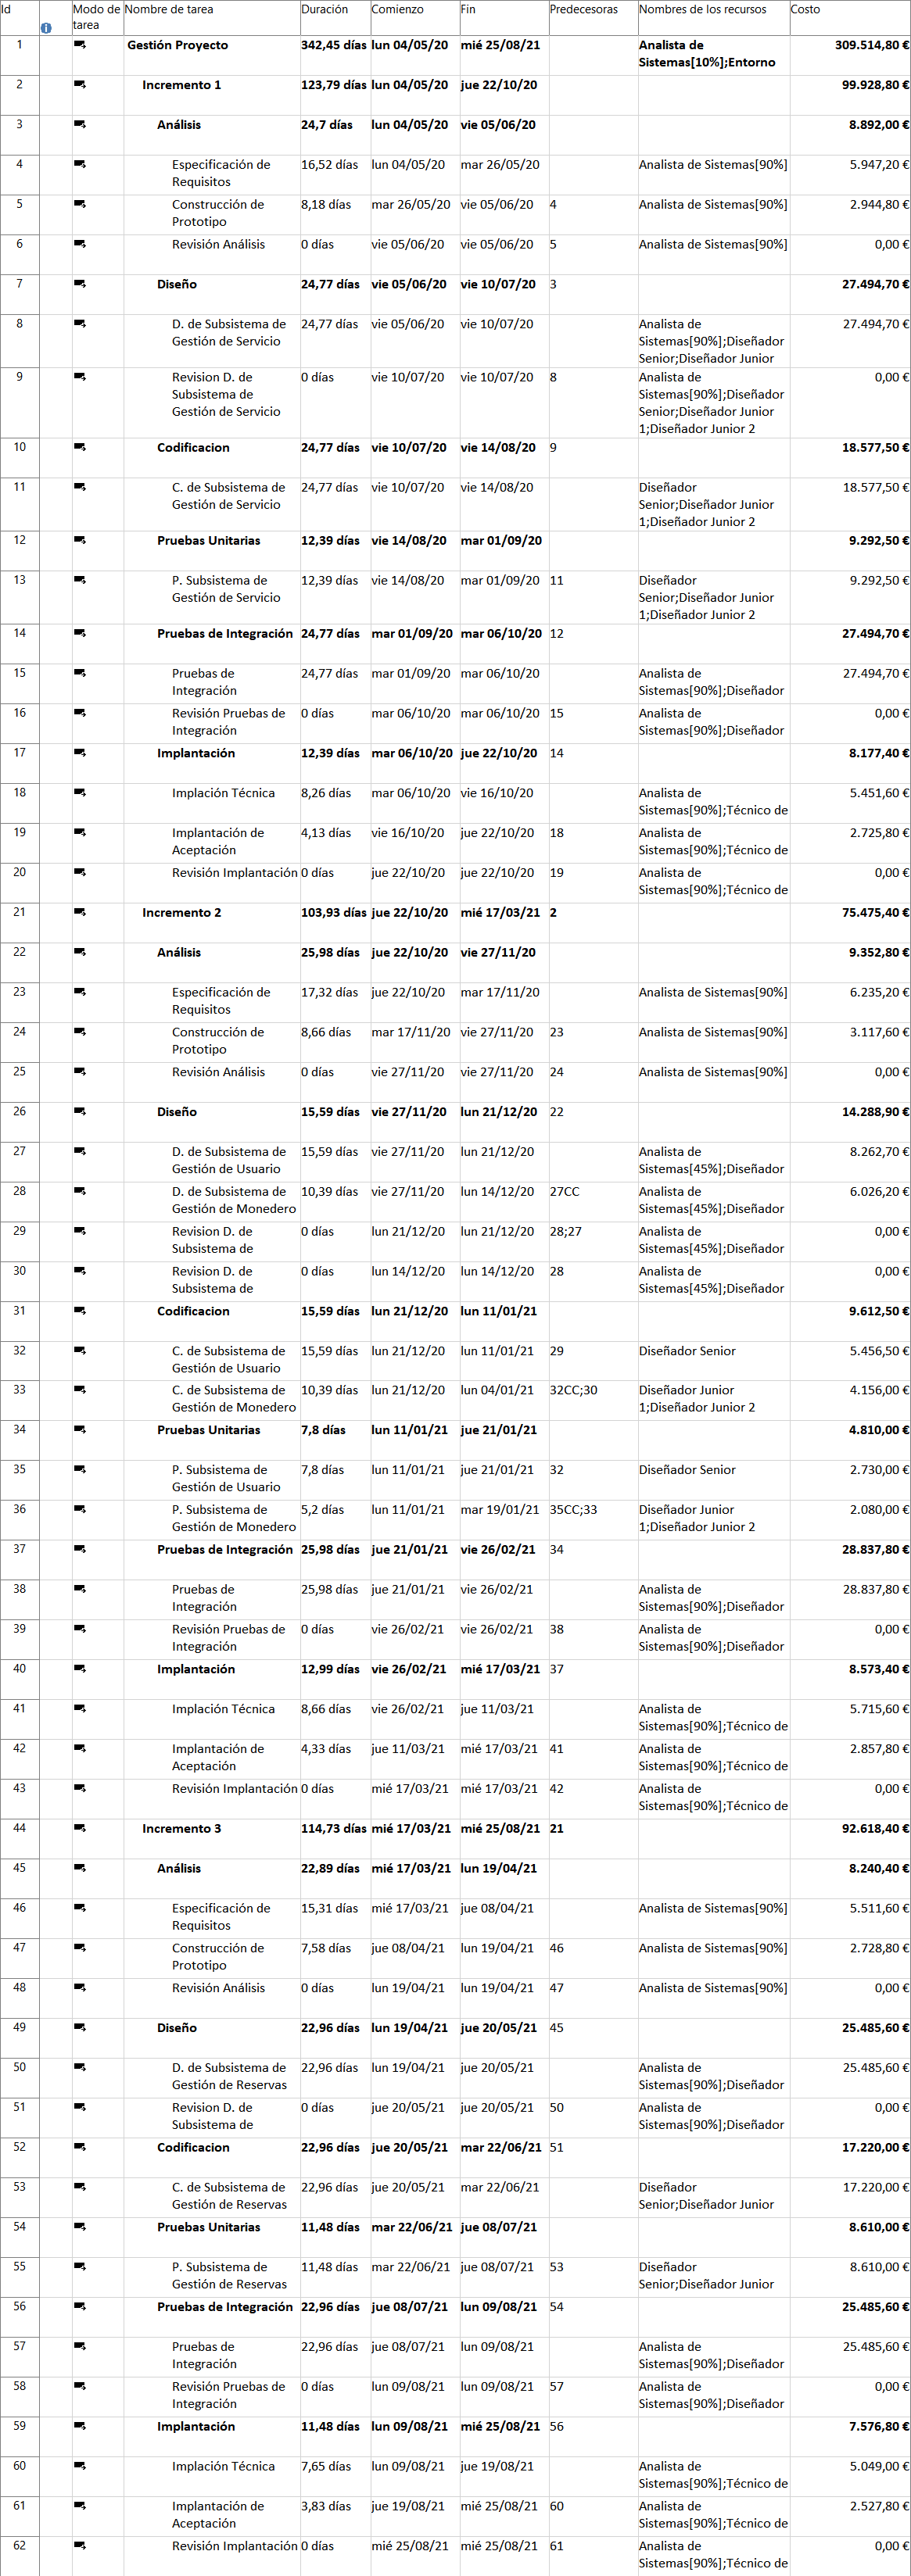 Id Modo de Nombre de tarea Duración Comienzo Fin Predecesoras Nombres de los recursos Costo
tarea
1 Gestión Proyecto 342,45 días lun 04/05/20 mié 25/08/21 Analista de 309.514,80 €
Sistemas[10%];Entorno
2 Incremento 1 123,79 días lun 04/05/20 jue 22/10/20 99.928,80 €
3 Análisis 24,7 días lun 04/05/20 vie 05/06/20 8.892,00 €
4 Especificación de 16,52 días lun 04/05/20 mar 26/05/20 Analista de Sistemas[90%] 5.947,20 €
Requisitos
5 Construcción de 8,18 días mar 26/05/20 vie 05/06/20 4 Analista de Sistemas[90%] 2.944,80 €
Prototipo
6 Revisión Análisis 0 días vie 05/06/20 vie 05/06/20 5 Analista de Sistemas[90%] 0,00 €
7 Diseño 24,77 días vie 05/06/20 vie 10/07/20 3 27.494,70 €
8 D. de Subsistema de 24,77 días vie 05/06/20 vie 10/07/20 Analista de 27.494,70 €
Gestión de Servicio Sistemas[90%];Diseñador
Senior;Diseñador Junior
9 Revision D. de 0 días vie 10/07/20 vie 10/07/20 8 Analista de 0,00 €
Subsistema de Sistemas[90%];Diseñador
Gestión de Servicio Senior;Diseñador Junior
1;Diseñador Junior 2
10 Codificacion 24,77 días vie 10/07/20 vie 14/08/20 9 18.577,50 €
11 C. de Subsistema de 24,77 días vie 10/07/20 vie 14/08/20 Diseñador 18.577,50 €
Gestión de Servicio Senior;Diseñador Junior
1;Diseñador Junior 2
12 Pruebas Unitarias 12,39 días vie 14/08/20 mar 01/09/20 9.292,50 €
13 P. Subsistema de 12,39 días vie 14/08/20 mar 01/09/20 11 Diseñador 9.292,50 €
Gestión de Servicio Senior;Diseñador Junior
1;Diseñador Junior 2
14 Pruebas de Integración 24,77 días mar 01/09/20 mar 06/10/20 12 27.494,70 €
15 Pruebas de 24,77 días mar 01/09/20 mar 06/10/20 Analista de 27.494,70 €
Integración Sistemas[90%];Diseñador
16 Revisión Pruebas de 0 días mar 06/10/20 mar 06/10/20 15 Analista de 0,00 €
Integración Sistemas[90%];Diseñador
17 Implantación 12,39 días mar 06/10/20 jue 22/10/20 14 8.177,40 €
18 Implación Técnica 8,26 días mar 06/10/20 vie 16/10/20 Analista de 5.451,60 €
Sistemas[90%];Técnico de
19 Implantación de 4,13 días vie 16/10/20 jue 22/10/20 18 Analista de 2.725,80 €
Aceptación Sistemas[90%];Técnico de
20 Revisión Implantación 0 días jue 22/10/20 jue 22/10/20 19 Analista de 0,00 €
Sistemas[90%];Técnico de
21 Incremento 2 103,93 días jue 22/10/20 mié 17/03/21 2 75.475,40 €
22 Análisis 25,98 días jue 22/10/20 vie 27/11/20 9.352,80 €
23 Especificación de 17,32 días jue 22/10/20 mar 17/11/20 Analista de Sistemas[90%] 6.235,20 €
Requisitos
24 Construcción de 8,66 días mar 17/11/20 vie 27/11/20 23 Analista de Sistemas[90%] 3.117,60 €
Prototipo
25 Revisión Análisis 0 días vie 27/11/20 vie 27/11/20 24 Analista de Sistemas[90%] 0,00 €
26 Diseño 15,59 días vie 27/11/20 lun 21/12/20 22 14.288,90 €
27 D. de Subsistema de 15,59 días vie 27/11/20 lun 21/12/20 Analista de 8.262,70 €
Gestión de Usuario Sistemas[45%];Diseñador
28 D. de Subsistema de 10,39 días vie 27/11/20 lun 14/12/20 27CC Analista de 6.026,20 €
Gestión de Monedero Sistemas[45%];Diseñador
29 Revision D. de 0 días lun 21/12/20 lun 21/12/20 28;27 Analista de 0,00 €
Subsistema de Sistemas[45%];Diseñador
30 Revision D. de 0 días lun 14/12/20 lun 14/12/20 28 Analista de 0,00 €
Subsistema de Sistemas[45%];Diseñador
31 Codificacion 15,59 días lun 21/12/20 lun 11/01/21 9.612,50 €
32 C. de Subsistema de 15,59 días lun 21/12/20 lun 11/01/21 29 Diseñador Senior 5.456,50 €
Gestión de Usuario
33 C. de Subsistema de 10,39 días lun 21/12/20 lun 04/01/21 32CC;30 Diseñador Junior 4.156,00 €
Gestión de Monedero 1;Diseñador Junior 2
34 Pruebas Unitarias 7,8 días lun 11/01/21 jue 21/01/21 4.810,00 €
35 P. Subsistema de 7,8 días lun 11/01/21 jue 21/01/21 32 Diseñador Senior 2.730,00 €
Gestión de Usuario
36 P. Subsistema de 5,2 días lun 11/01/21 mar 19/01/21 35CC;33 Diseñador Junior 2.080,00 €
Gestión de Monedero 1;Diseñador Junior 2
37 Pruebas de Integración 25,98 días jue 21/01/21 vie 26/02/21 34 28.837,80 €
38 Pruebas de 25,98 días jue 21/01/21 vie 26/02/21 Analista de 28.837,80 €
Integración Sistemas[90%];Diseñador
39 Revisión Pruebas de 0 días vie 26/02/21 vie 26/02/21 38 Analista de 0,00 €
Integración Sistemas[90%];Diseñador
40 Implantación 12,99 días vie 26/02/21 mié 17/03/21 37 8.573,40 €
41 Implación Técnica 8,66 días vie 26/02/21 jue 11/03/21 Analista de 5.715,60 €
Sistemas[90%];Técnico de
42 Implantación de 4,33 días jue 11/03/21 mié 17/03/21 41 Analista de 2.857,80 €
Aceptación Sistemas[90%];Técnico de
43 Revisión Implantación 0 días mié 17/03/21 mié 17/03/21 42 Analista de 0,00 €
Sistemas[90%];Técnico de
44 Incremento 3 114,73 días mié 17/03/21 mié 25/08/21 21 92.618,40 €
45 Análisis 22,89 días mié 17/03/21 lun 19/04/21 8.240,40 €
46 Especificación de 15,31 días mié 17/03/21 jue 08/04/21 Analista de Sistemas[90%] 5.511,60 €
Requisitos
47 Construcción de 7,58 días jue 08/04/21 lun 19/04/21 46 Analista de Sistemas[90%] 2.728,80 €
Prototipo
48 Revisión Análisis 0 días lun 19/04/21 lun 19/04/21 47 Analista de Sistemas[90%] 0,00 €
49 Diseño 22,96 días lun 19/04/21 jue 20/05/21 45 25.485,60 €
50 D. de Subsistema de 22,96 días lun 19/04/21 jue 20/05/21 Analista de 25.485,60 €
Gestión de Reservas Sistemas[90%];Diseñador
51 Revision D. de 0 días jue 20/05/21 jue 20/05/21 50 Analista de 0,00 €
Subsistema de Sistemas[90%];Diseñador
52 Codificacion 22,96 días jue 20/05/21 mar 22/06/21 51 17.220,00 €
53 C. de Subsistema de 22,96 días jue 20/05/21 mar 22/06/21 Diseñador 17.220,00 €
Gestión de Reservas Senior;Diseñador Junior
54 Pruebas Unitarias 11,48 días mar 22/06/21 jue 08/07/21 8.610,00 €
55 P. Subsistema de 11,48 días mar 22/06/21 jue 08/07/21 53 Diseñador 8.610,00 €
Gestión de Reservas Senior;Diseñador Junior
56 Pruebas de Integración 22,96 días jue 08/07/21 lun 09/08/21 54 25.485,60 €
57 Pruebas de 22,96 días jue 08/07/21 lun 09/08/21 Analista de 25.485,60 €
Integración Sistemas[90%];Diseñador
58 Revisión Pruebas de 0 días lun 09/08/21 lun 09/08/21 57 Analista de 0,00 €
Integración Sistemas[90%];Diseñador
59 Implantación 11,48 días lun 09/08/21 mié 25/08/21 56 7.576,80 €
60 Implación Técnica 7,65 días lun 09/08/21 jue 19/08/21 Analista de 5.049,00 €
Sistemas[90%];Técnico de
61 Implantación de 3,83 días jue 19/08/21 mié 25/08/21 60 Analista de 2.527,80 €
Aceptación Sistemas[90%];Técnico de
62 Revisión Implantación 0 días mié 25/08/21 mié 25/08/21 61 Analista de 0,00 €
Sistemas[90%];Técnico de